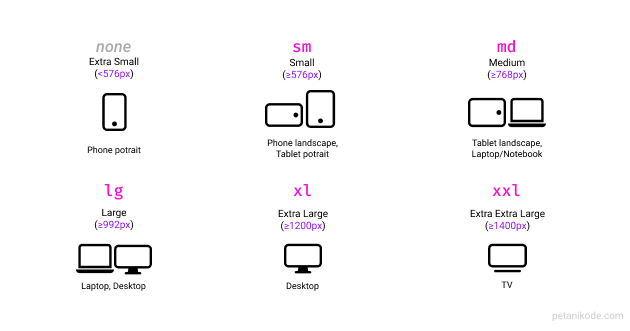 none
Extra Small
(<576px)
Phone potrait
sm
Small
(≥576px)
Phone landscape,
Tablet potrait
md
Medium
(≥768px)
Tablet landscape,
Laptop/Notebook
lg
Large
(≥992px)
Laptop, Desktop
xl
Extra Large
(≥1200px)
Desktop
xxl
Extra Extra Large
(≥1400px)
TV
petanikode.com